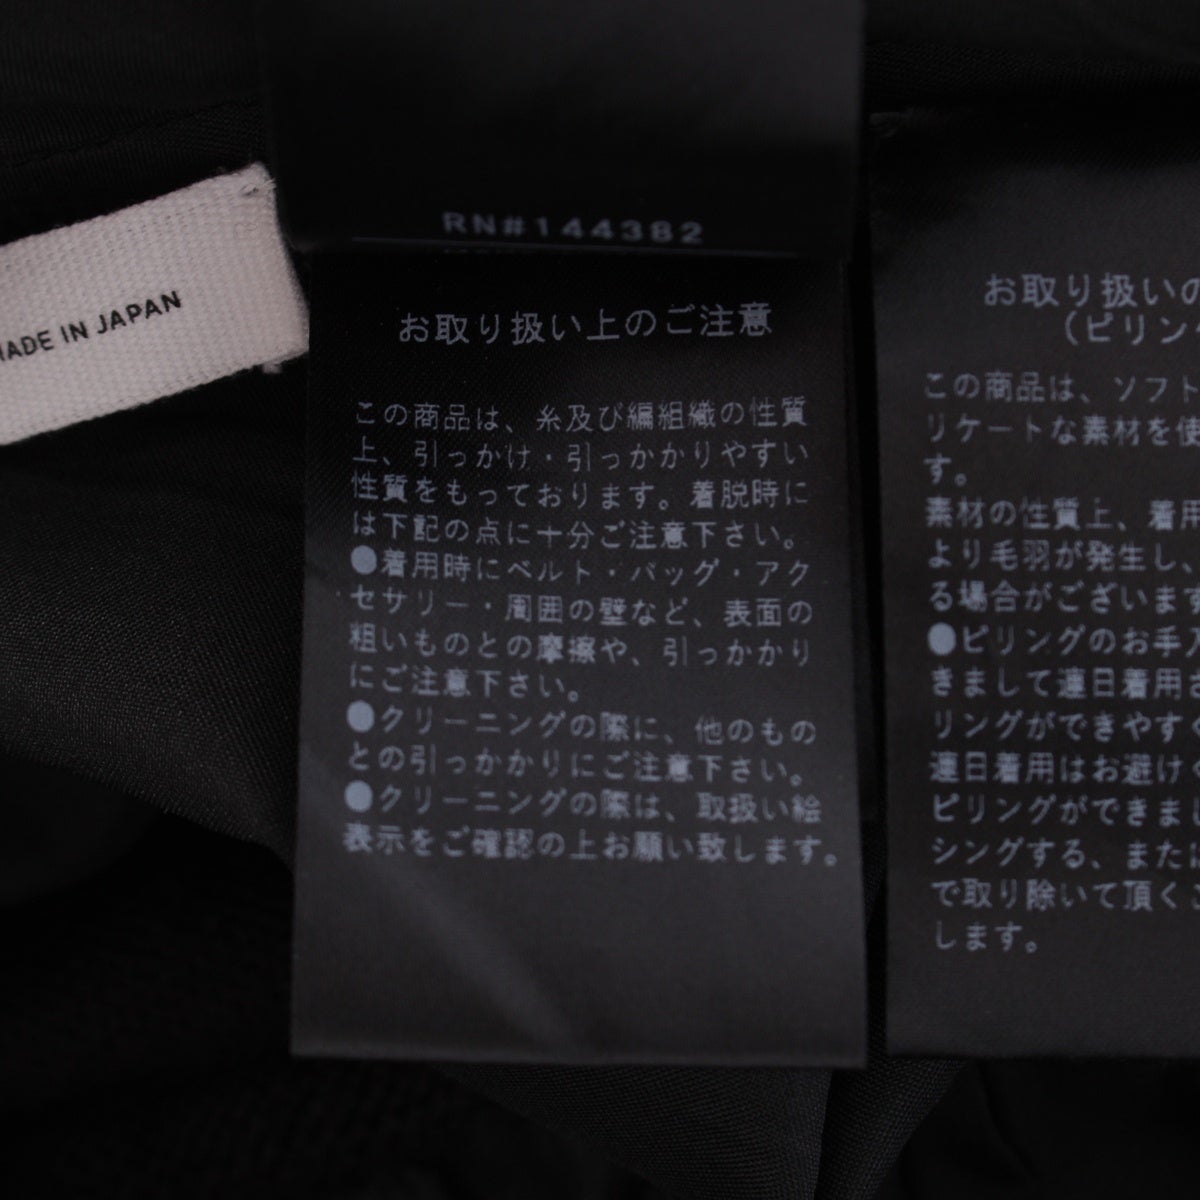 RN#144382
MADE IN JAPAN
お取り扱い上のご注意
この商品は、糸及び編組織の性質
上、引っかけ・引っかかりやすい
性質をもっております。着脱時に
は下記の点に十分ご注意下さい。
●着用時にベルト・バッグ・アク
セサリー・周囲の壁など、表面の
粗いものとの摩擦や、引っかかり
にご注意下さい。
●クリーニングの際に、他のもの
との引っかかりにご注意下さい。
●クリーニングの際は、取扱い絵
表示をご確認の上お願い致します。
お取り扱いの
（ピリン
この商品は、ソフト
リケートな素材を使
す。
素材の性質上、着用
より毛羽が発生し、
る場合がございます
●ピリングのお手入
きまして連日着用
リングができやすく
連日着用はお避けく
ピリングができまし
シングする、または
で取り除いて頂くこ
します。